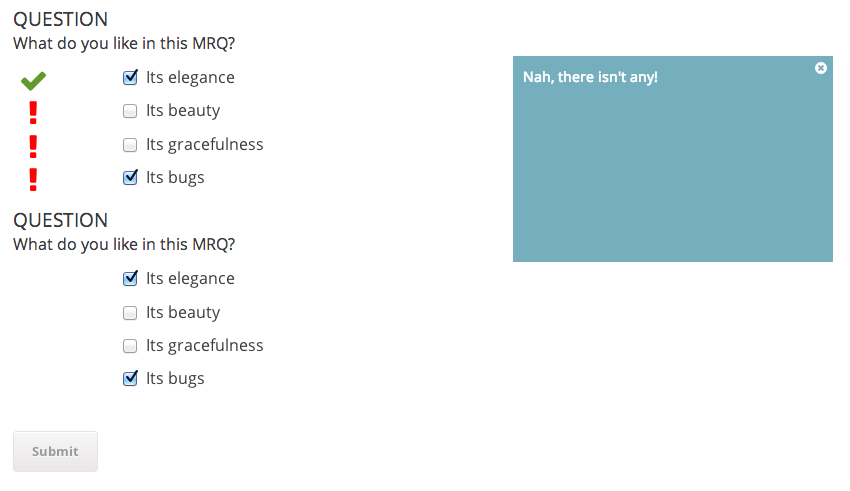 QUESTION
What do you like in this MRQ?
Its elegance
Its beauty
Its gracefulness
Its bugs
Nah, there isn't any!
QUESTION
What do you like in this MRQ?
Its elegance
Its beauty
Its gracefulness
Its bugs
Submit